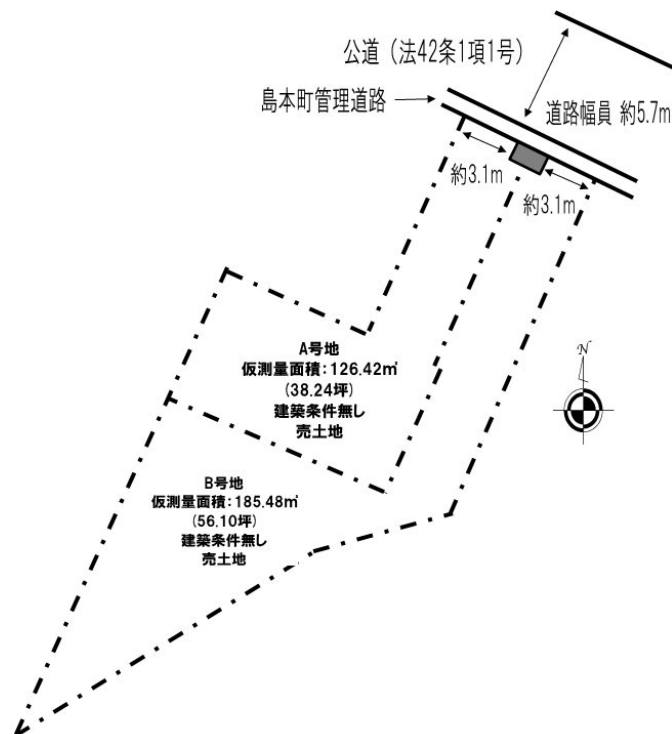 公道（法42条1項1号）
島本町管理道路
道路幅員 約5.7m
約3.1m
約3.1m
A号地
仮測量面積：126.42㎡
(38.24坪)
建築条件無し
売土地
N
B号地
仮測量面積：185.48㎡
(56.10坪)
建築条件無し
売土地